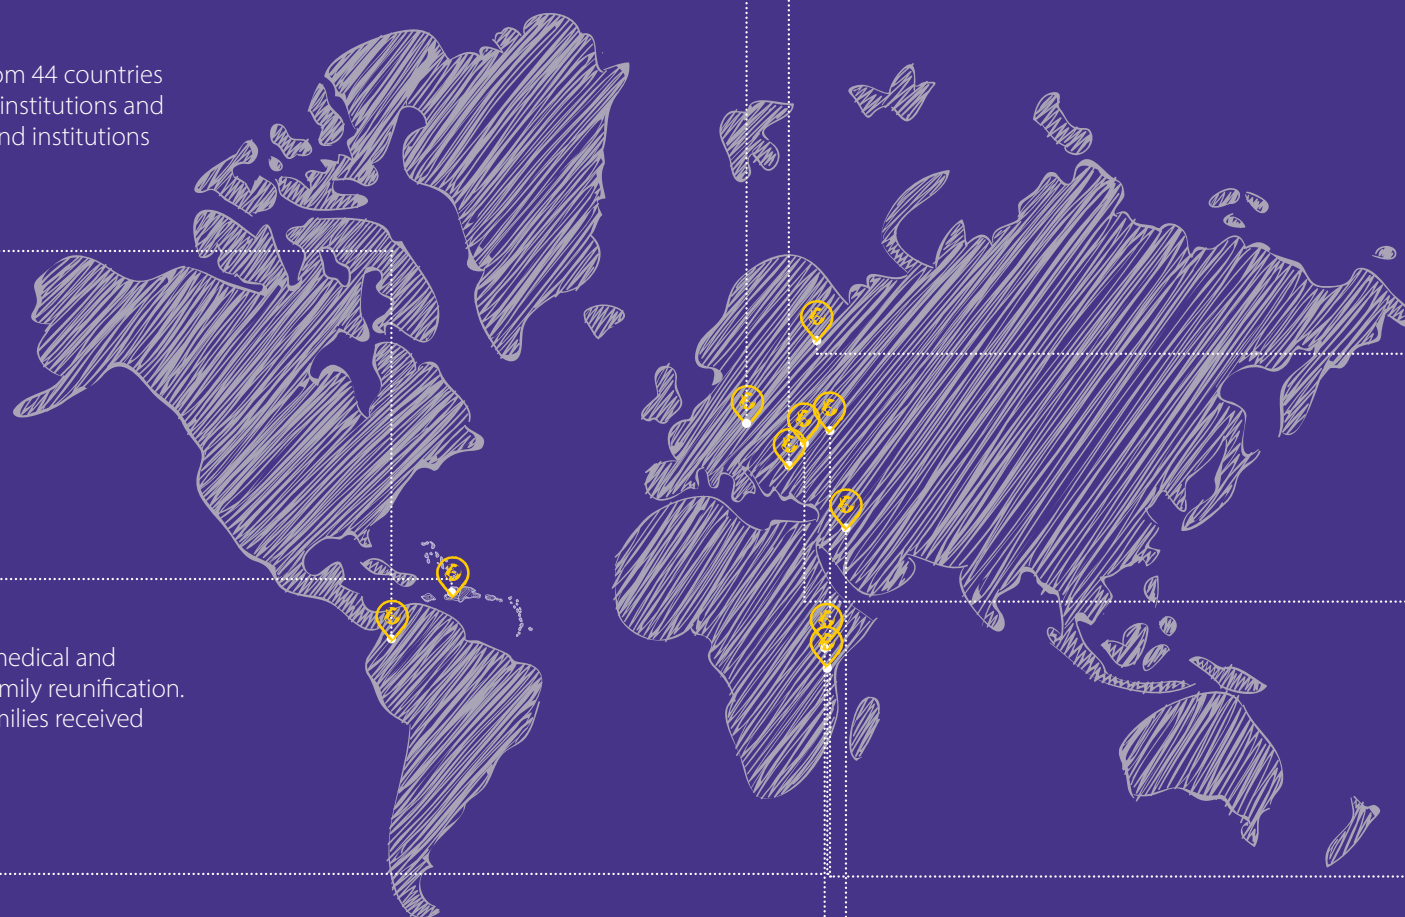 om 44 countries
institutions and
nd institutions
€
€
€
€
€
€
€
€
€
nedical and
mily reunification.
nilies received